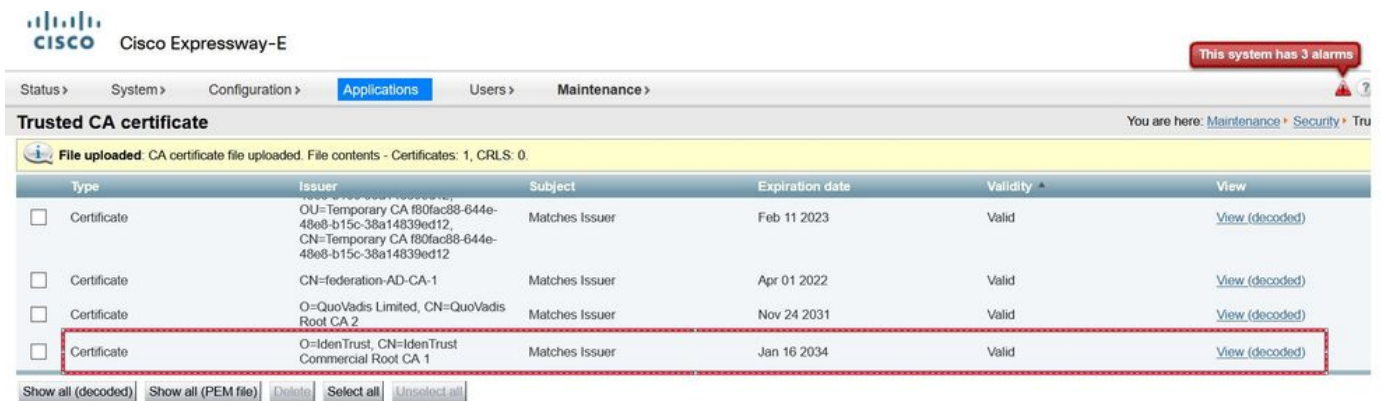 CISCO Cisco Expressway-E
This system has 3 alarms
Status > System > Configuration > Applications Users > Maintenance > ?
Trusted CA certificate You are here: Maintenance Security Tru
File uploaded: CA certificate file uploaded. File contents - Certificates: 1, CRLS: 0.
Type Issuer Subject Expiration date Validity View
Certificate OU=Temporary CA f80fac88-644e- Matches Issuer Feb 11 2023 Valid View (decoded)
48e8-b15c-38a14839ed12,
CN=Temporary CA f80fac88-644e-
48e8-b15c-38a14839ed12
Certificate CN=federation-AD-CA-1 Matches Issuer Apr 01 2022 Valid View (decoded)
Certificate O=QuoVadis Limited, CN=QuoVadis Matches Issuer Nov 24 2031 Valid View (decoded)
Root CA 2
Certificate O=IdenTrust, CN=IdenTrust Matches Issuer Jan 16 2034 Valid View (decoded)
Commercial Root CA 1
Show all (decoded) Show all (PEM file) Delete Select all Unselect all